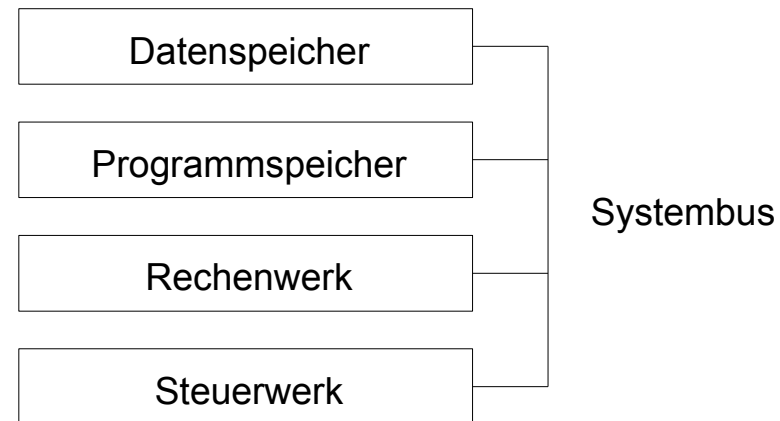 Datenspeicher
Programmspeicher
Systembus
Rechenwerk
Steuerwerk